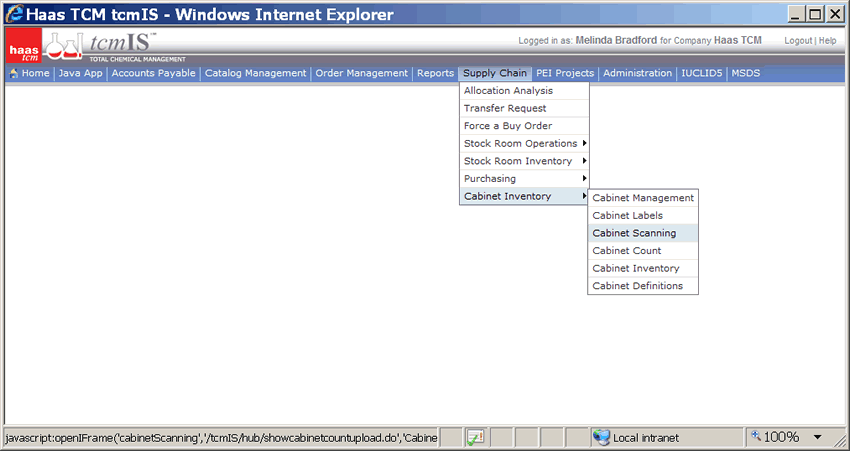 Haas TCM tcmIS - Windows Internet Explorer
haas tcm
tcmIS™
TOTAL CHEMICAL MANAGEMENT
Logged in as: Melinda Bradford for Company Haas TCM
Logout | Help
Home | Java App | Accounts Payable | Catalog Management | Order Management | Reports | Supply Chain | PEI Projects | Administration | IUCLID5 | MSDS
Allocation Analysis
Transfer Request
Force a Buy Order
Stock Room Operations
Stock Room Inventory
Purchasing
Cabinet Inventory
Cabinet Management
Cabinet Labels
Cabinet Scanning
Cabinet Count
Cabinet Inventory
Cabinet Definitions
javascript:openIFrame('cabinetScanning','/tcmIS/hub/showcabinetcountupload.do','Cabine
Local intranet
100%